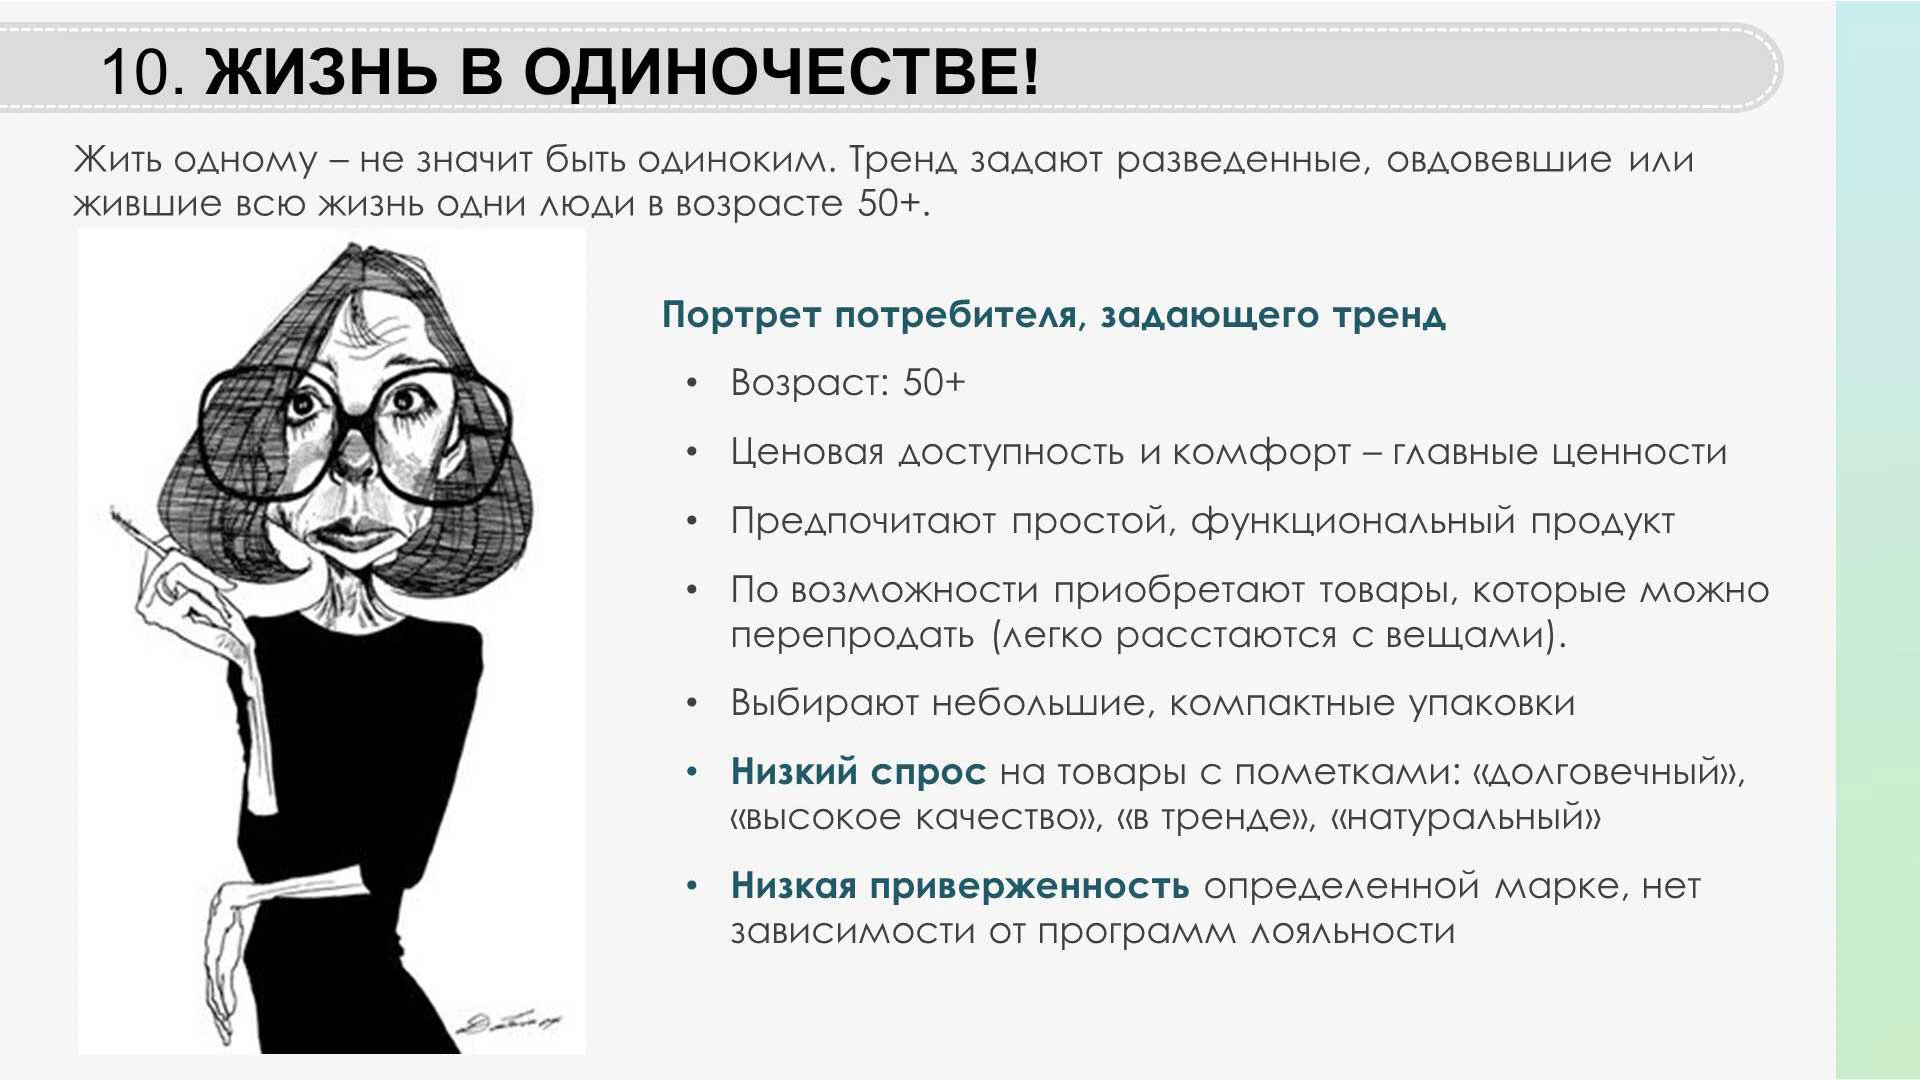 10. ЖИЗНЬ В ОДИНОЧЕСТВЕ!
Жить одному – не значит быть одиноким. Тренд задают разведенные, овдовевшие или
жившие всю жизнь одни люди в возрасте 50+.
Портрет потребителя, задающего тренд
• Возраст: 50+
• Ценовая доступность и комфорт – главные ценности
• Предпочитают простой, функциональный продукт
• По возможности приобретают товары, которые можно
перепродать (легко расстаются с вещами).
• Выбирают небольшие, компактные упаковки
• Низкий спрос на товары с пометками: «долговечный»,
«высокое качество», «в тренде», «натуральный»
• Низкая приверженность определенной марке, нет
зависимости от программ лояльности